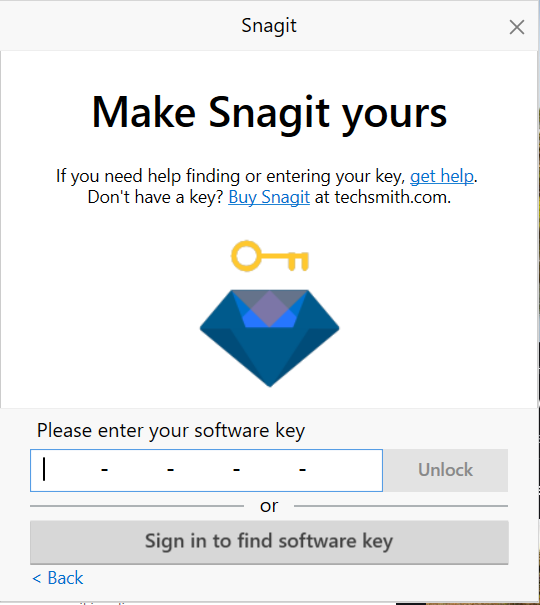 Snagit
Make Snagit yours
If you need help finding or entering your key, get help.
Don't have a key? Buy Snagit at techsmith.com.
Please enter your software key
- - - -
Unlock
or
Sign in to find software key
< Back